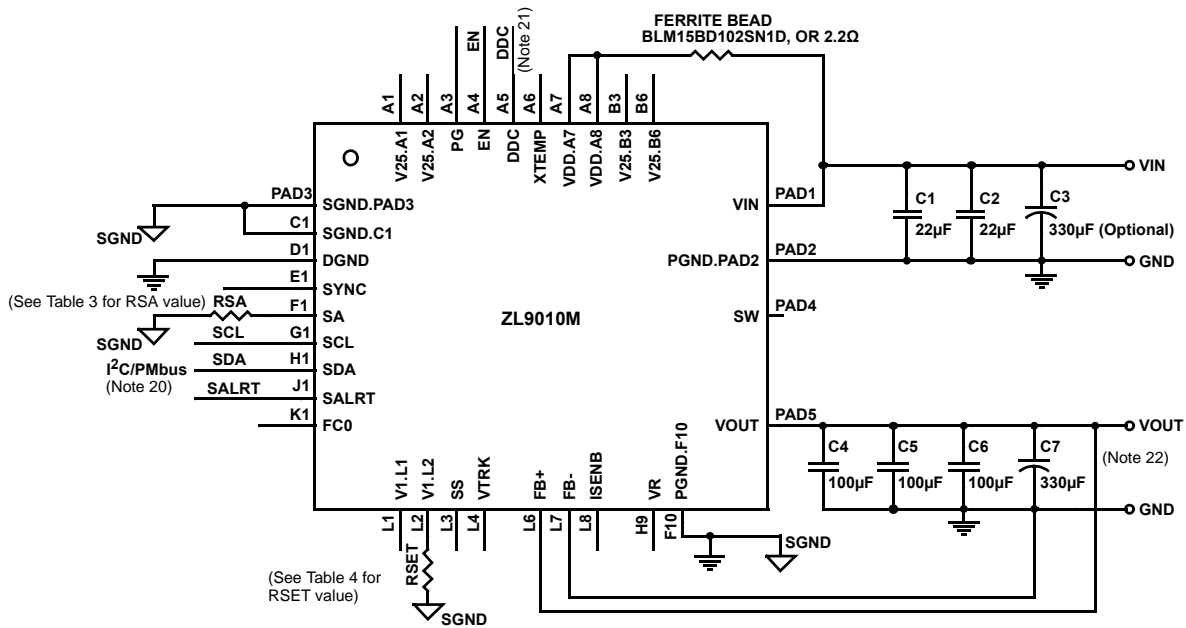 FERRITE BEAD
BLM15BD102SN1D, OR 2.2Ω
EN
DDC
(Note 21)
A1
A2
A3
A4
A5
A6
A7
A8
B3
B6
V25.A1
V25.A2
PG
EN
DDC
XTEMP
VDD.A7
VDD.A8
V25.B3
V25.B6
PAD3
SGND.PAD3
C1
SGND.C1
SGND
D1
DGND
E1
SYNC
(See Table 3 for RSA value)
RSA
F1
SA
SGND
SCL
G1
SCL
I²C/PMbus
(Note 20)
SDA
H1
SDA
SALRT
J1
SALRT
K1
FC0
ZL9010M
VIN
PAD1
PGND.PAD2
PAD2
SW
PAD4
VOUT
PAD5
VIN
C1
22µF
C2
22µF
C3
330µF (Optional)
GND
VOUT
(Note 22)
C4
100µF
C5
100µF
C6
100µF
C7
330µF
GND
V1.L1
V1.L2
SS
VTRK
FB+
FB-
ISENB
VR
PGND.F10
L1
L2
L3
L4
L6
L7
L8
H9
F10
SGND
RSET
(See Table 4 for
RSET value)
SGND